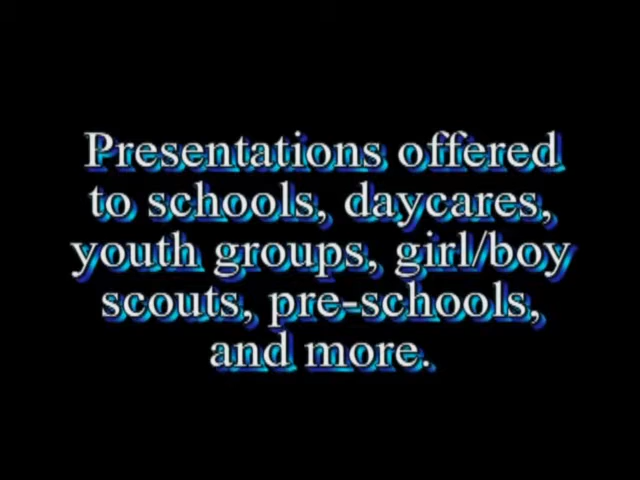 Presentations offered
to schools, daycares,
youth groups, girl/boy
scouts, pre-schools,
and more.